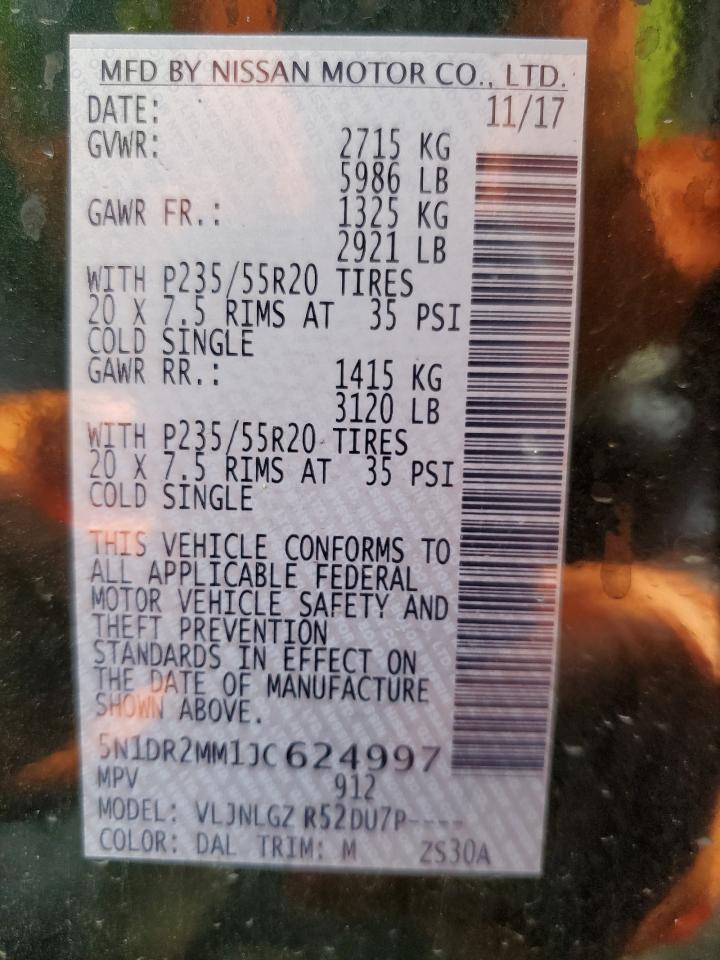 MFD BY NISSAN MOTOR CO., LTD.
DATE: 11/17
GVWR: 2715 KG
5986 LB
GAWR FR.: 1325 KG
2921 LB
WITH P235/55R20 TIRES
20 X 7.5 RIMS AT 35 PSI
COLD SINGLE
GAWR RR.: 1415 KG
3120 LB
WITH P235/55R20 TIRES
20 X 7.5 RIMS AT 35 PSI
COLD SINGLE
THIS VEHICLE CONFORMS TO
ALL APPLICABLE FEDERAL
MOTOR VEHICLE SAFETY AND
THEFT PREVENTION
STANDARDS IN EFFECT ON
THE DATE OF MANUFACTURE
SHOWN ABOVE.
5N1DR2MM1JC624997
MPV 912
MODEL: VLJNLGZ R52DU7P----
COLOR: DAL TRIM: M ZS30A